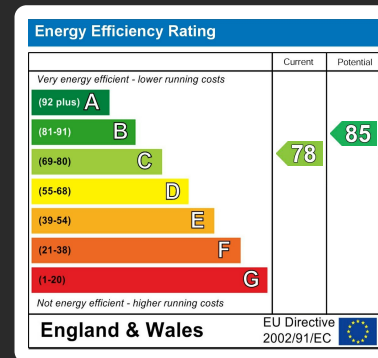 Energy Efficiency Rating
Current Potential
Very energy efficient - lower running costs
(92 plus) A
(81-91) B
85
(69-80) C
78
(55-68) D
(39-54) E
(21-38) F
(1-20) G
Not energy efficient - higher running costs
England & Wales
EU Directive
2002/91/EC